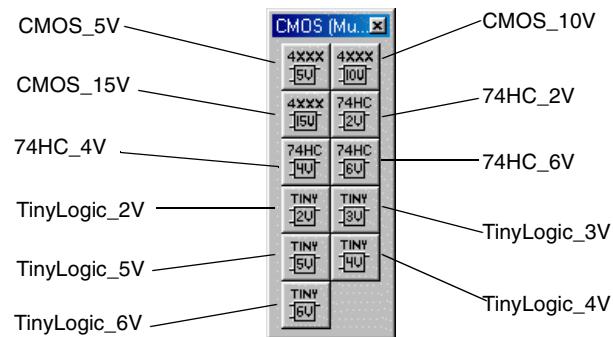 CMOS_5V
CMOS (Mu...
CMOS_10V
4XXX 5V
4XXX 10V
CMOS_15V
4XXX 15V
74HC 2V
74HC_2V
74HC_4V
74HC 4V
74HC 6V
74HC_6V
TinyLogic_2V
TINY 2V
TINY 3V
TinyLogic_3V
TinyLogic_5V
TINY 5V
TINY 4V
TinyLogic_4V
TinyLogic_6V
TINY 6V